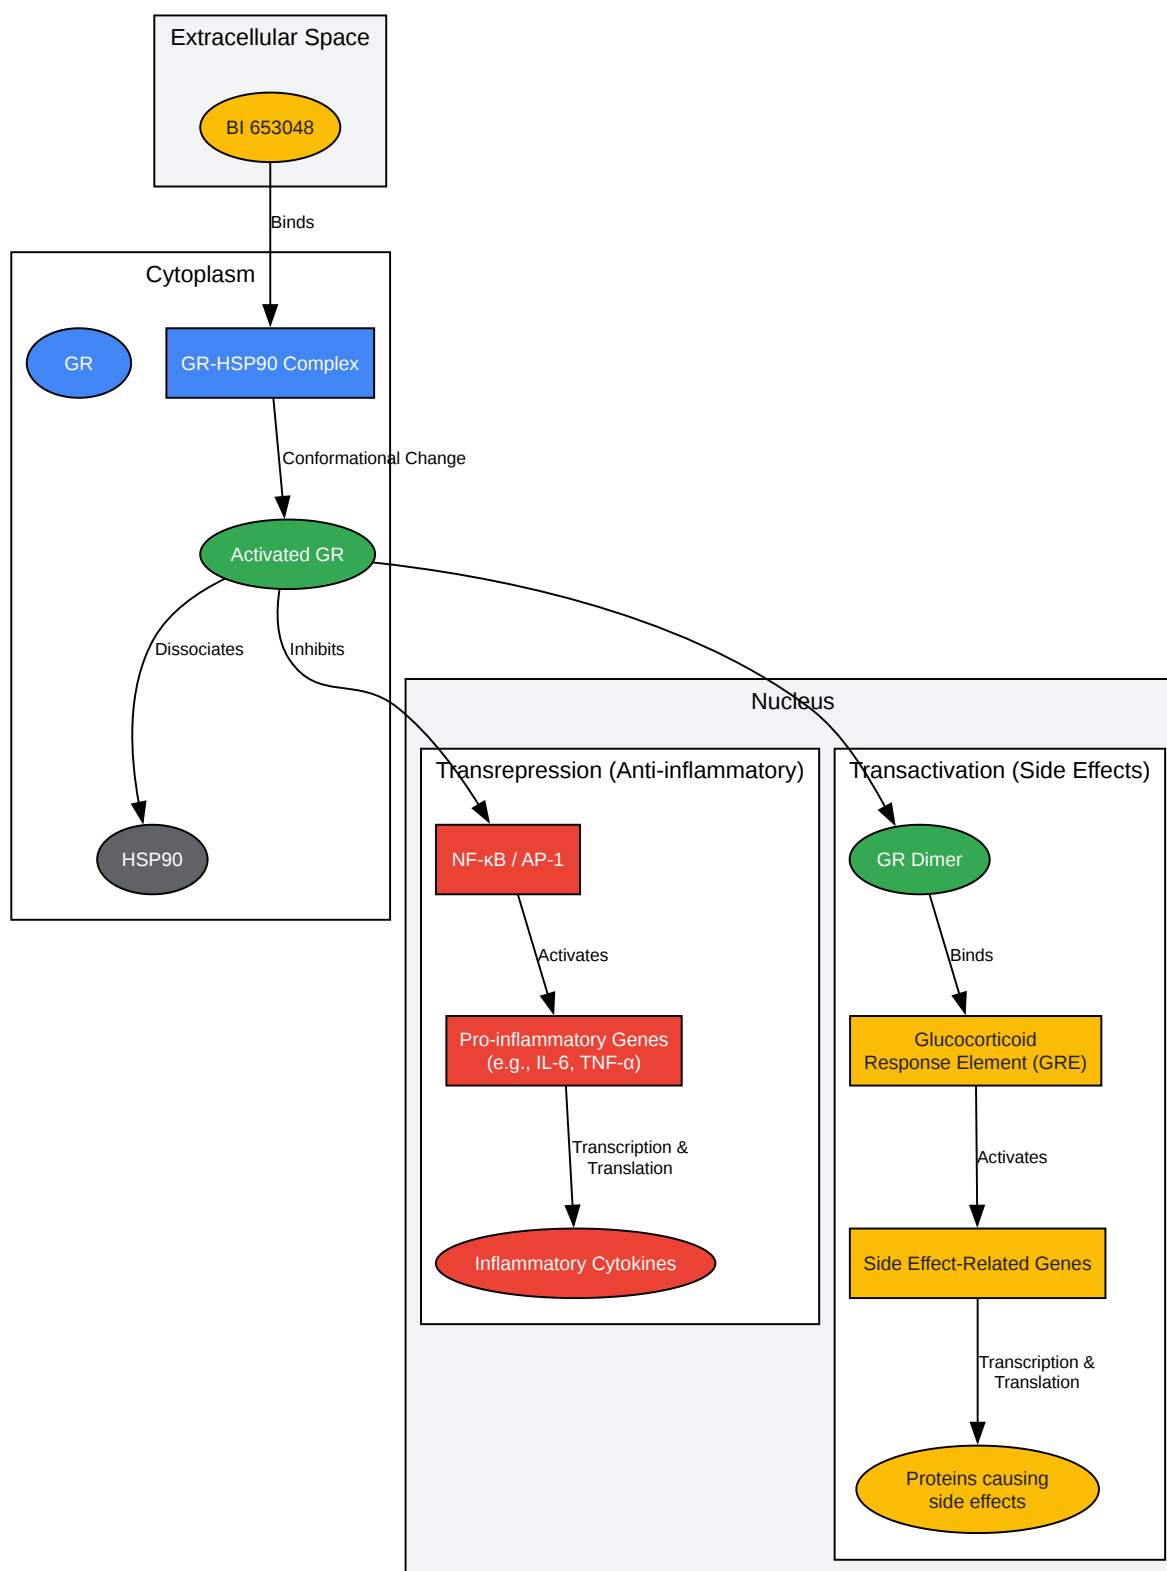 Extracellular Space
BI 653048
Binds
Cytoplasm
GR
GR-HSP90 Complex
Conformational Change
Activated GR
Dissociates
Inhibits
HSP90
Nucleus
Transrepression (Anti-inflammatory)
NF-κB / AP-1
Activates
Pro-inflammatory Genes
(e.g., IL-6, TNF-α)
Transcription &
Translation
Inflammatory Cytokines
Transactivation (Side Effects)
GR Dimer
Binds
Glucocorticoid
Response Element (GRE)
Activates
Side Effect-Related Genes
Transcription &
Translation
Proteins causing
side effects